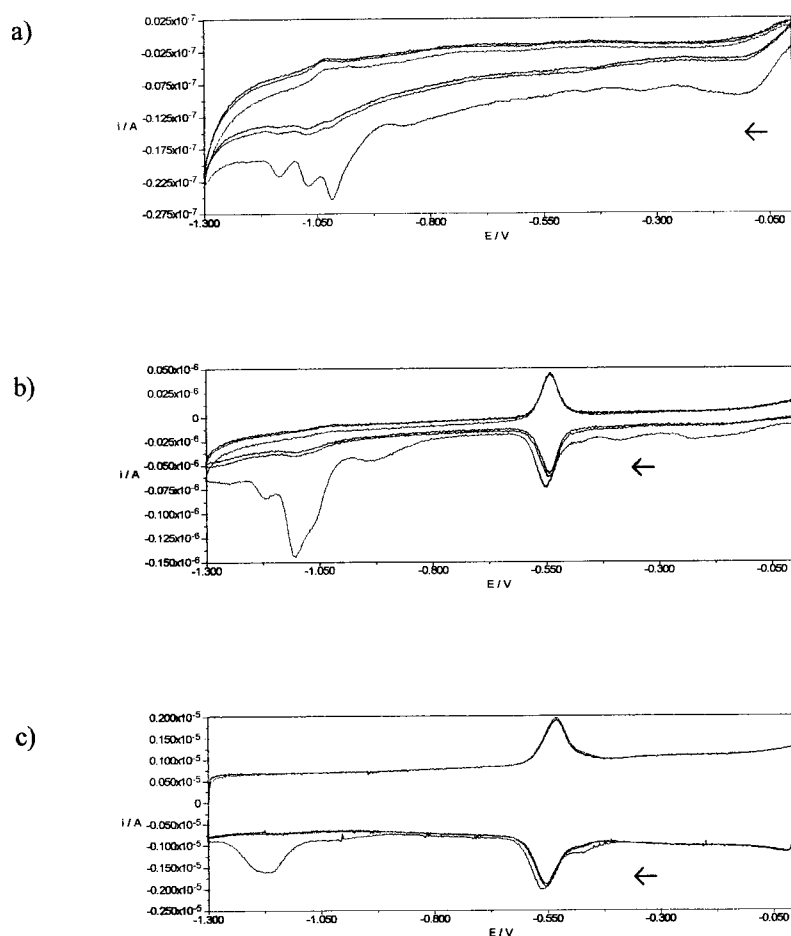 a)
0.025x10⁻⁷
-0.025x10⁻⁷
-0.075x10⁻⁷
i / A -0.125x10⁻⁷
-0.175x10⁻⁷
-0.225x10⁻⁷
-0.275x10⁻⁷
-1.300 -1.050 -0.800 -0.550 -0.300 -0.050
E / V
b)
0.050x10⁻⁶
0.025x10⁻⁶
0
-0.025x10⁻⁶
i / A -0.050x10⁻⁶
-0.075x10⁻⁶
-0.100x10⁻⁶
-0.125x10⁻⁶
-0.150x10⁻⁶
-1.300 -1.050 -0.800 -0.550 -0.300 -0.050
E / V
c)
0.200x10⁻⁵
0.150x10⁻⁵
0.100x10⁻⁵
0.050x10⁻⁵
0
i / A -0.050x10⁻⁵
-0.100x10⁻⁵
-0.150x10⁻⁵
-0.200x10⁻⁵
-0.250x10⁻⁵
-1.300 -1.050 -0.800 -0.550 -0.300 -0.050
E / V